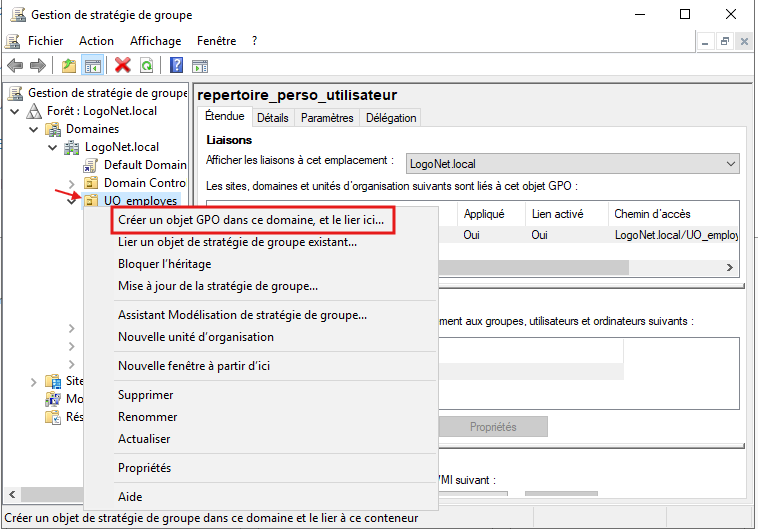 Gestion de stratégie de groupe
Fichier Action Affichage Fenêtre ?
Gestion de stratégie de groupe
Forêt : LogoNet.local
Domaines
LogoNet.local
Default Domain
Domain Contro
UO_employes
Site
Mo
Rés
repertoire_perso_utilisateur
Étendue Détails Paramètres Délégation
Liaisons
Afficher les liaisons à cet emplacement : LogoNet.local
Les sites, domaines et unités d'organisation suivants sont liés à cet objet GPO :
Appliqué Lien activé Chemin d'accès
Oui Oui LogoNet.local/UO_employ
ment aux groupes, utilisateurs et ordinateurs suivants :
Propriétés
VMI suivant :
Créer un objet GPO dans ce domaine, et le lier ici...
Lier un objet de stratégie de groupe existant...
Bloquer l'héritage
Mise à jour de la stratégie de groupe...
Assistant Modélisation de stratégie de groupe...
Nouvelle unité d'organisation
Nouvelle fenêtre à partir d'ici
Supprimer
Renommer
Actualiser
Propriétés
Aide
Créer un objet de stratégie de groupe dans ce domaine et le lier à ce conteneur